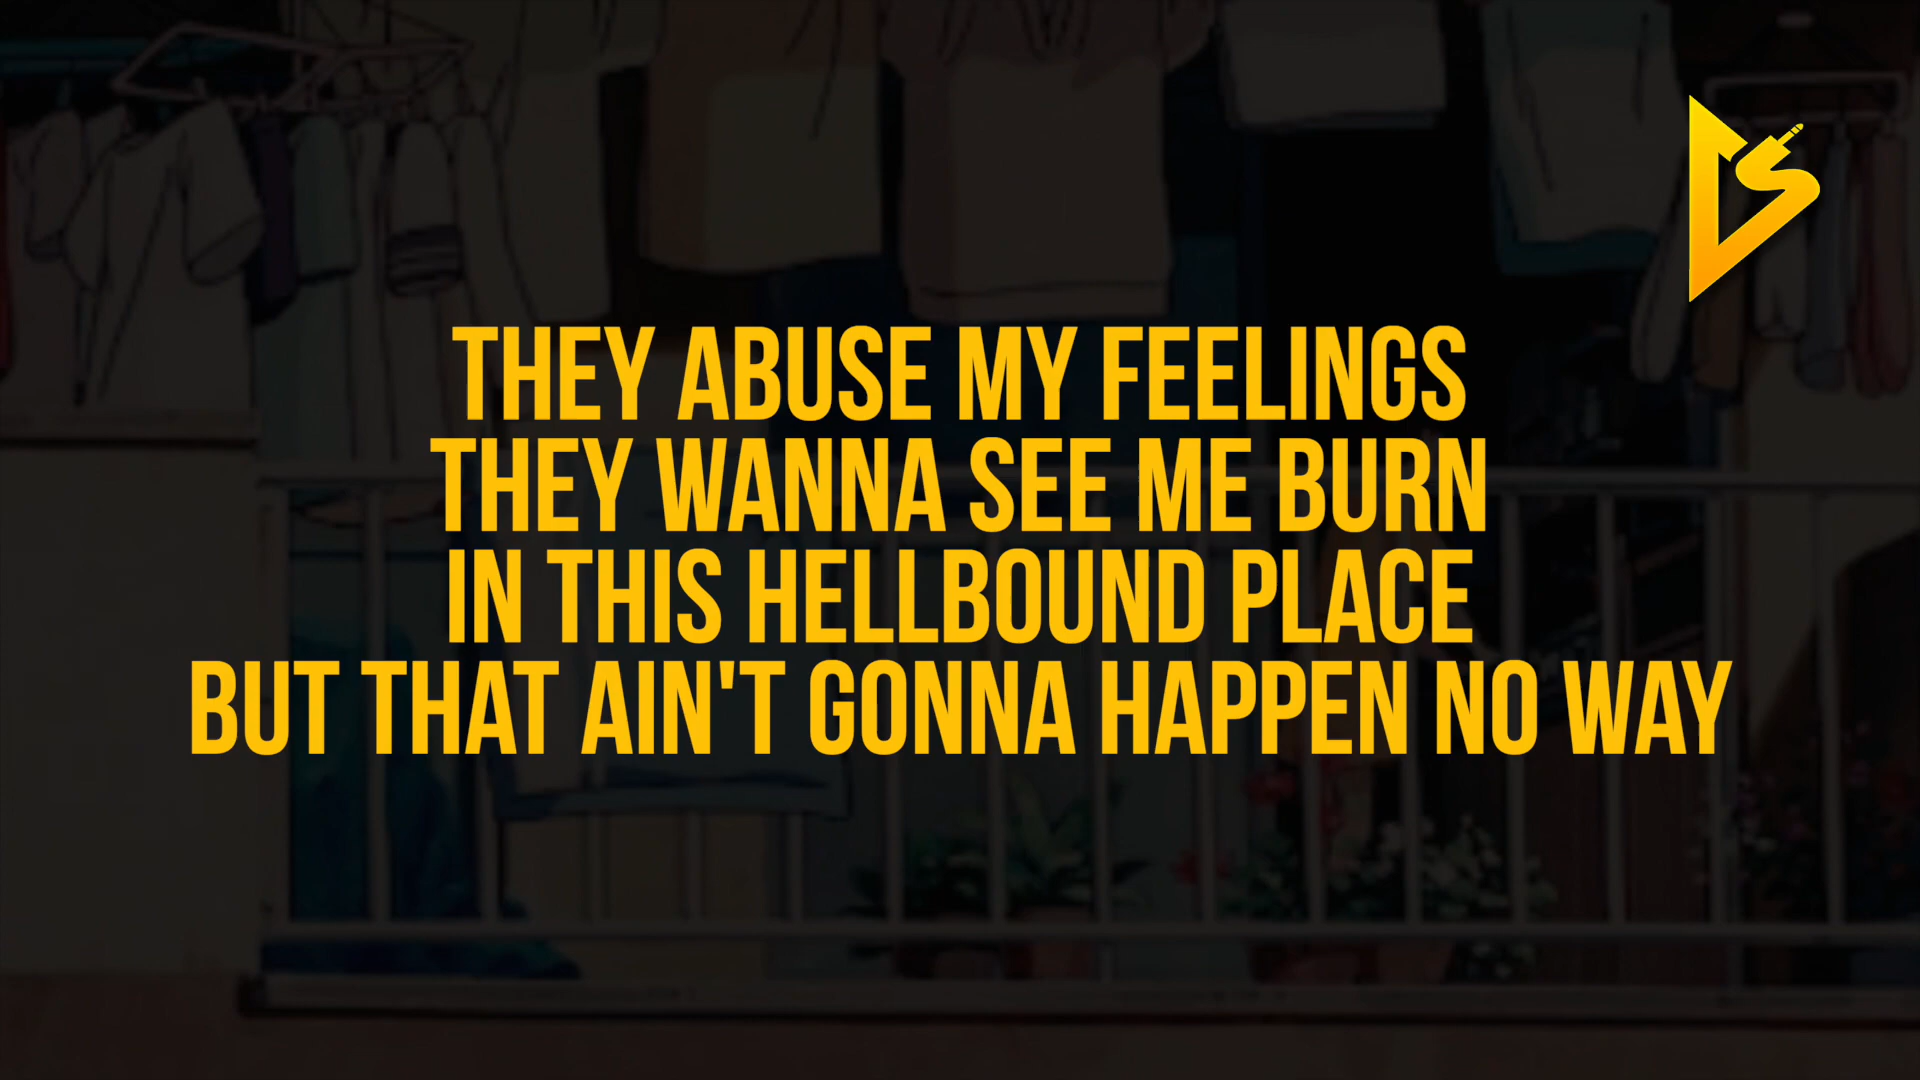 THEY ABUSE MY FEELINGS
THEY WANNA SEE ME BURN
IN THIS HELLBOUND PLACE
BUT THAT AIN'T GONNA HAPPEN NO WAY